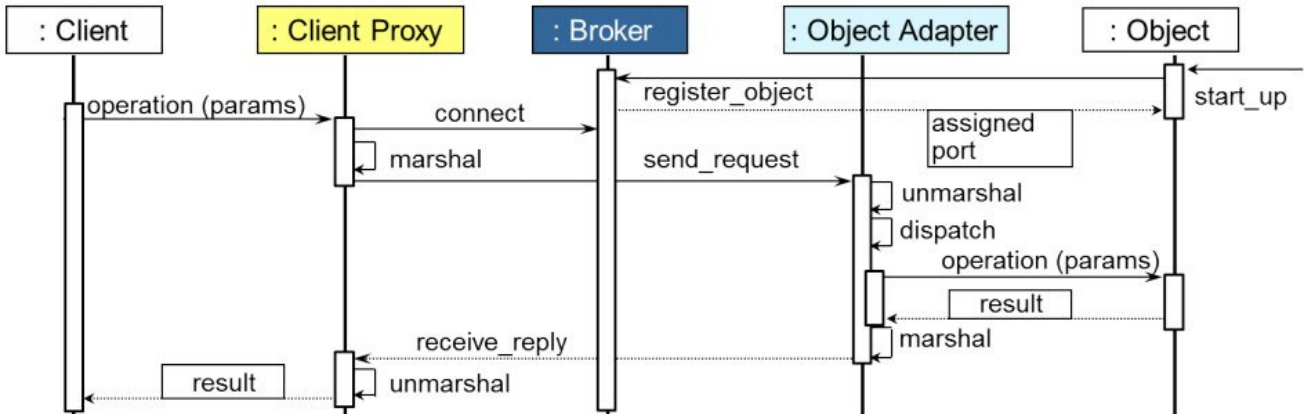 : Client
: Client Proxy
: Broker
: Object Adapter
: Object
operation (params)
register_object
start_up
connect
assigned
port
marshal
send_request
unmarshal
dispatch
operation (params)
result
marshal
receive_reply
result
unmarshal